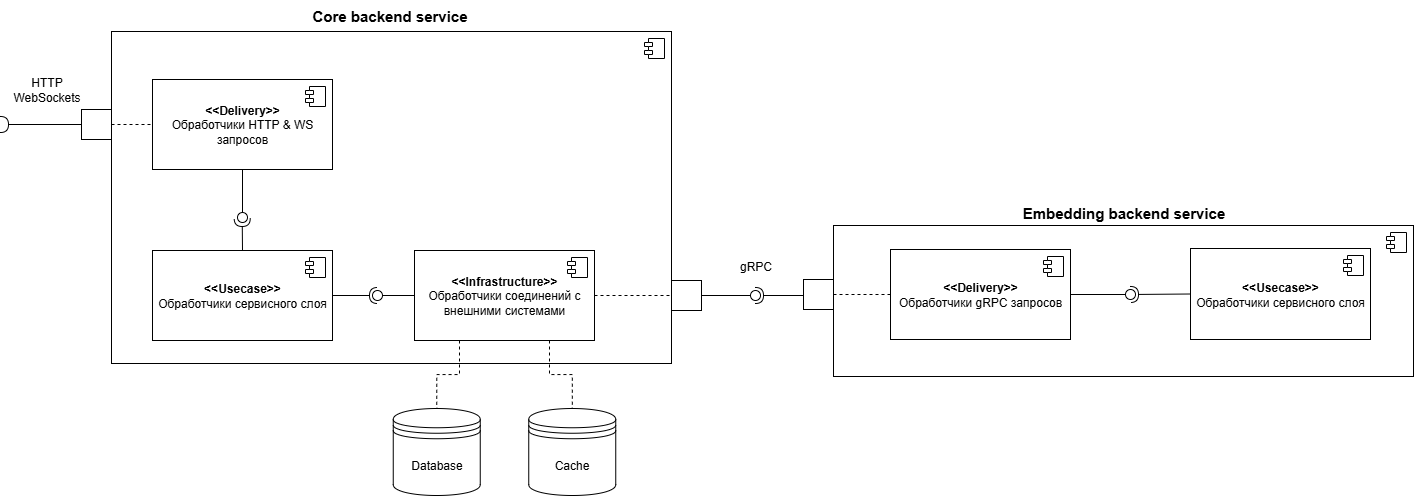 Core backend service
HTTP
WebSockets
<<Delivery>>
Обработчики HTTP & WS
запросов
<<Usecase>>
Обработчики сервисного слоя
<<Infrastructure>>
Обработчики соединений с
внешними системами
Database
Cache
gRPC
Embedding backend service
<<Delivery>>
Обработчики gRPC запросов
<<Usecase>>
Обработчики сервисного слоя